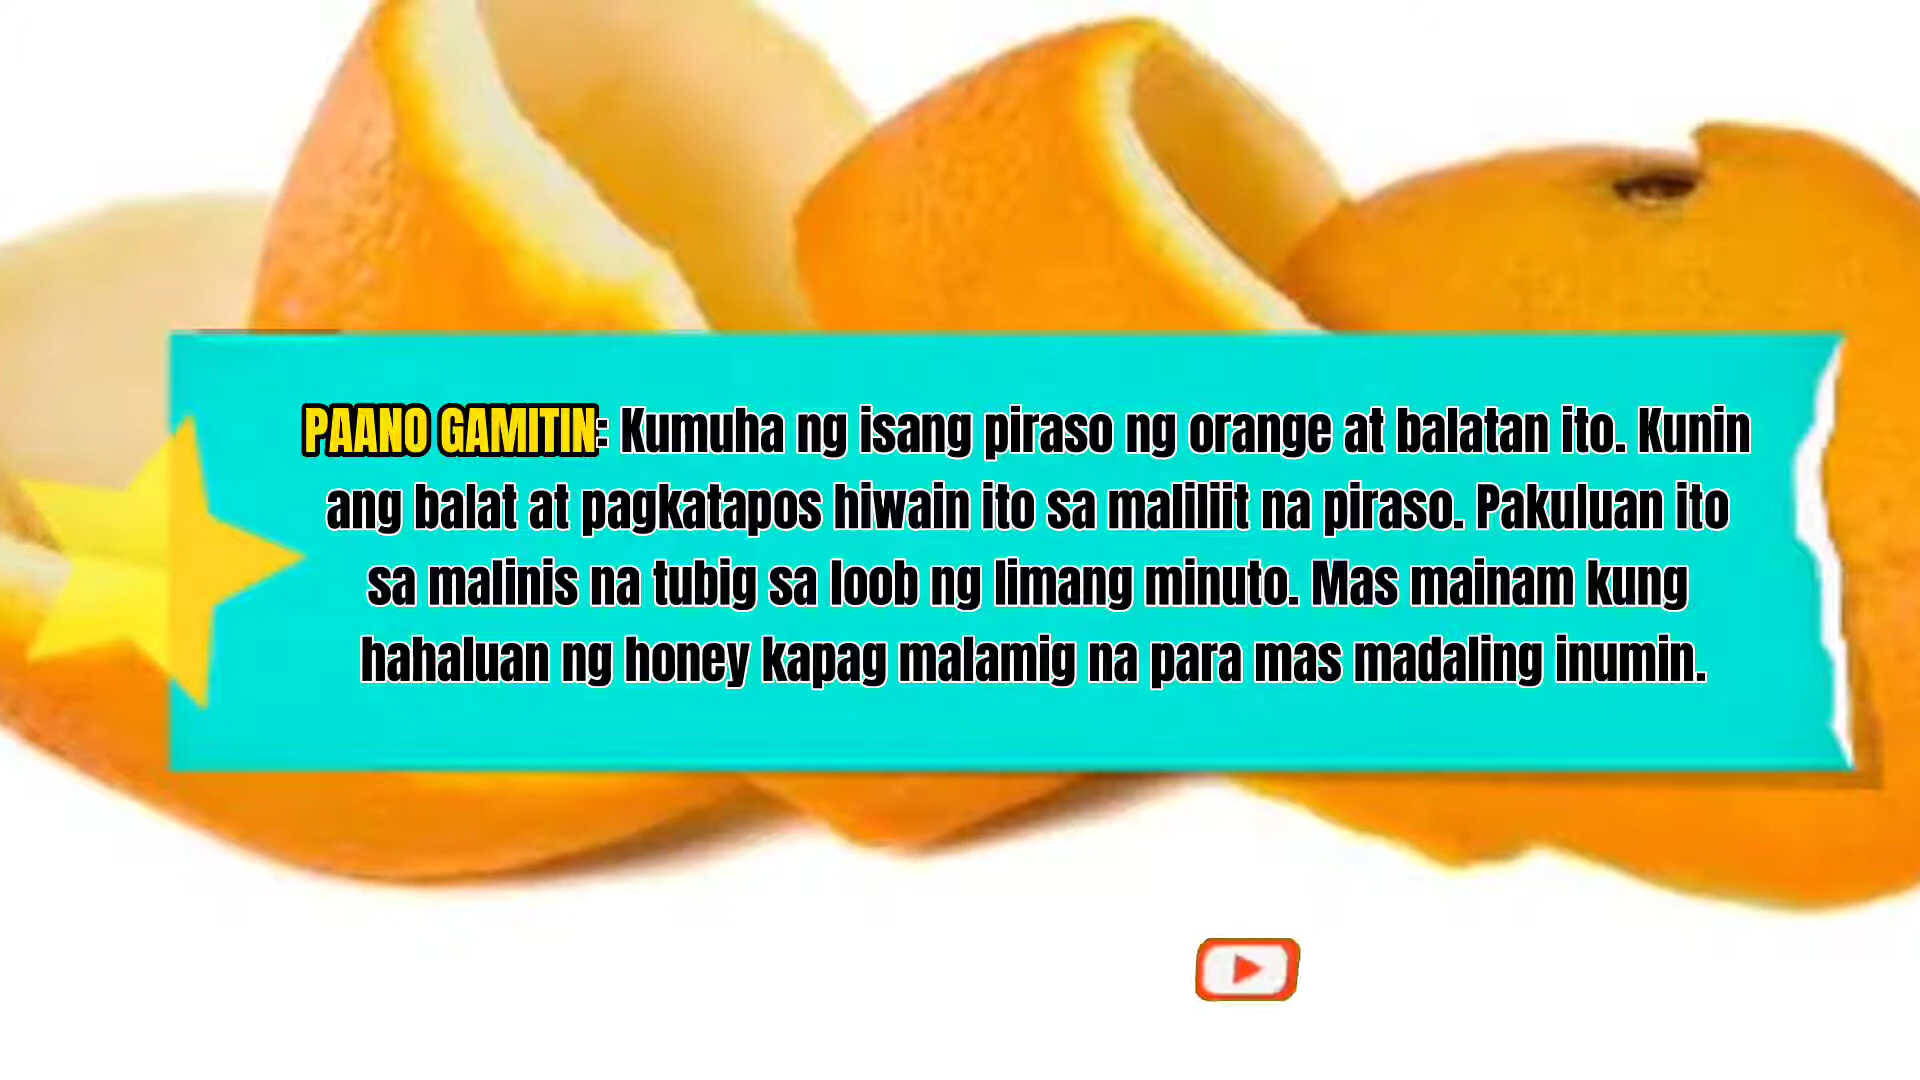 PAANO GAMITIN: Kumuha ng isang piraso ng orange at balatan ito. Kunin
ang balat at pagkatapos hiwain ito sa maliliit na piraso. Pakuluan ito
sa malinis na tubig sa loob ng limang minuto. Mas mainam kung
hahaluan ng honey kapag malamig na para mas madaling inumin.